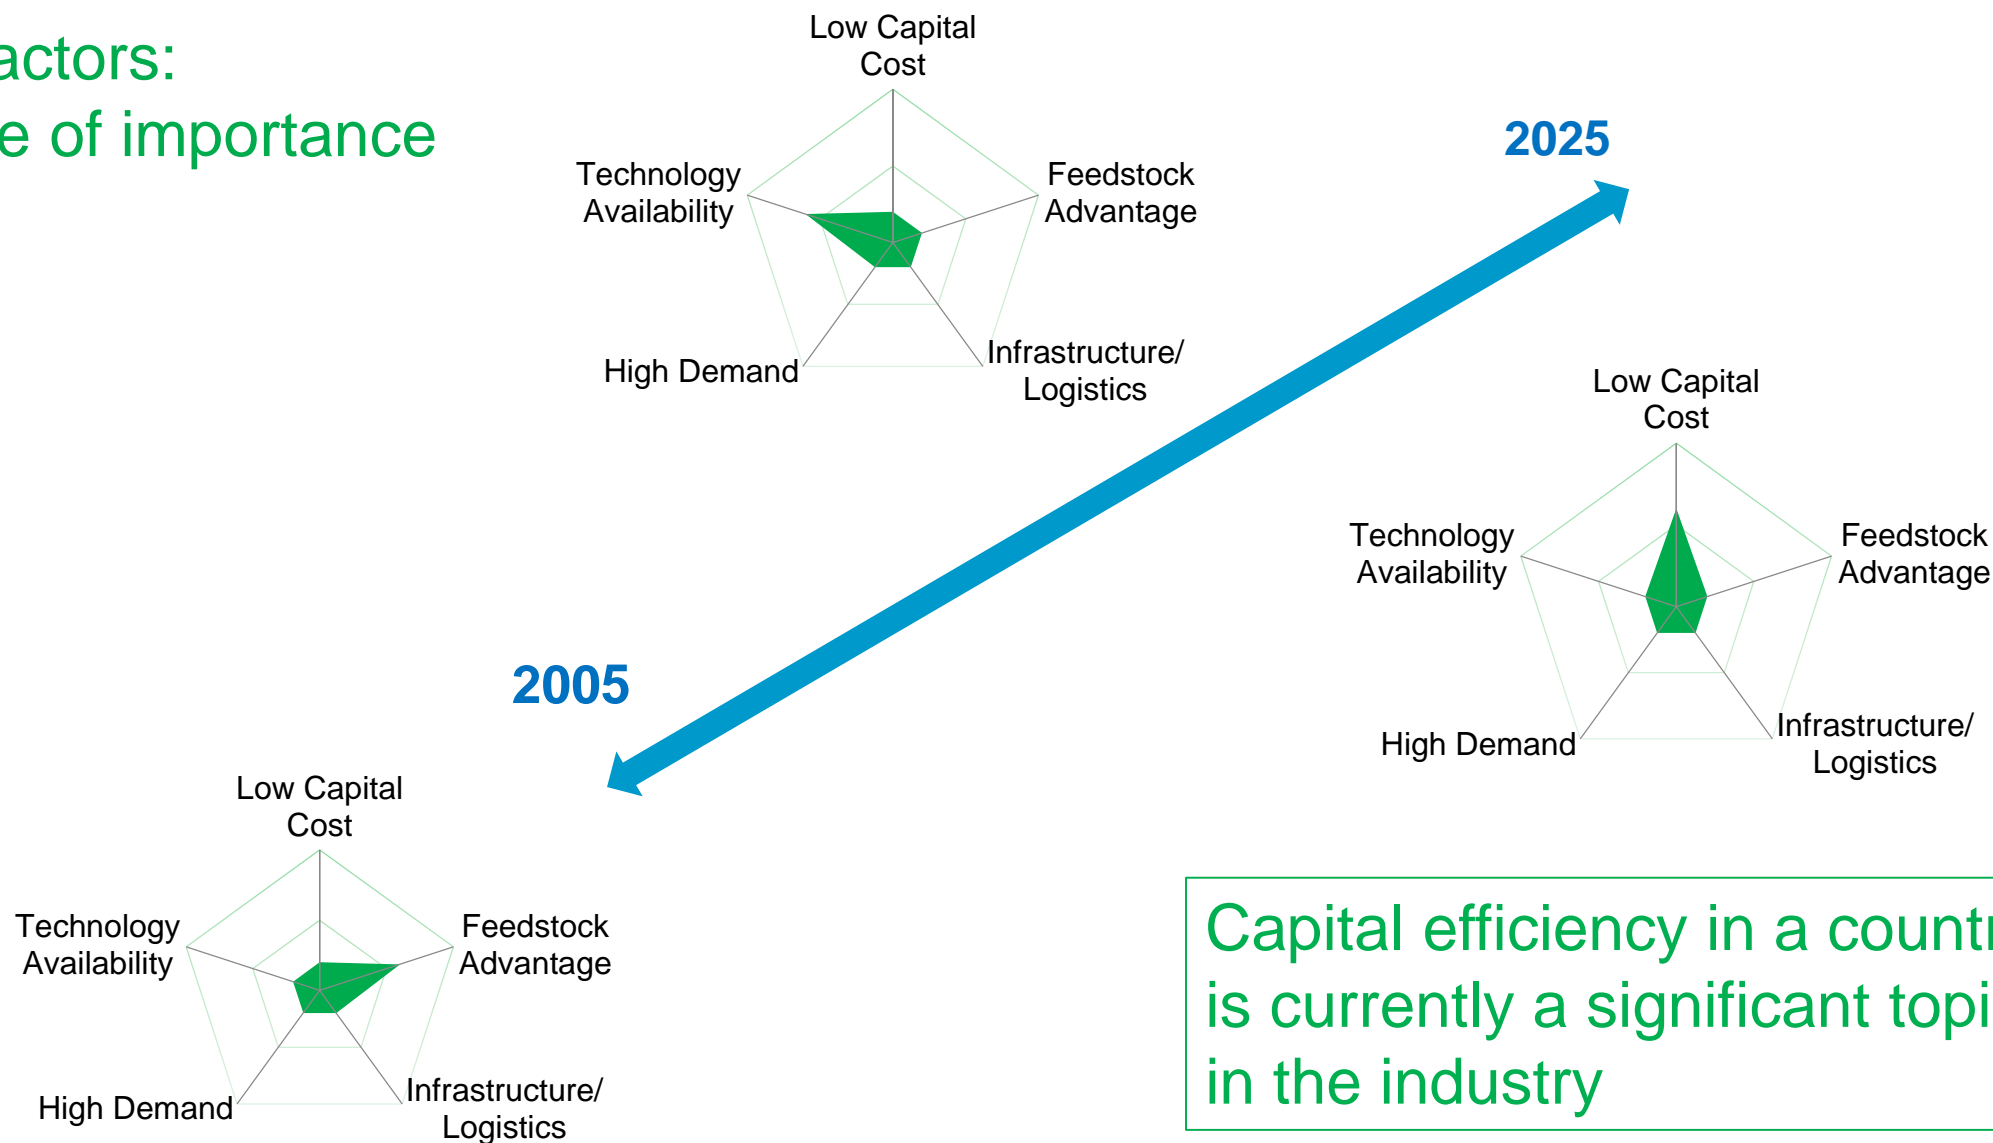 actors:
e of importance
Low Capital
Cost
Technology
Availability
Feedstock
Advantage
High Demand
Infrastructure/
Logistics
2025
Low Capital
Cost
Technology
Availability
Feedstock
Advantage
High Demand
Infrastructure/
Logistics
2005
Low Capital
Cost
Technology
Availability
Feedstock
Advantage
High Demand
Infrastructure/
Logistics
Capital efficiency in a countr
is currently a significant topi
in the industry